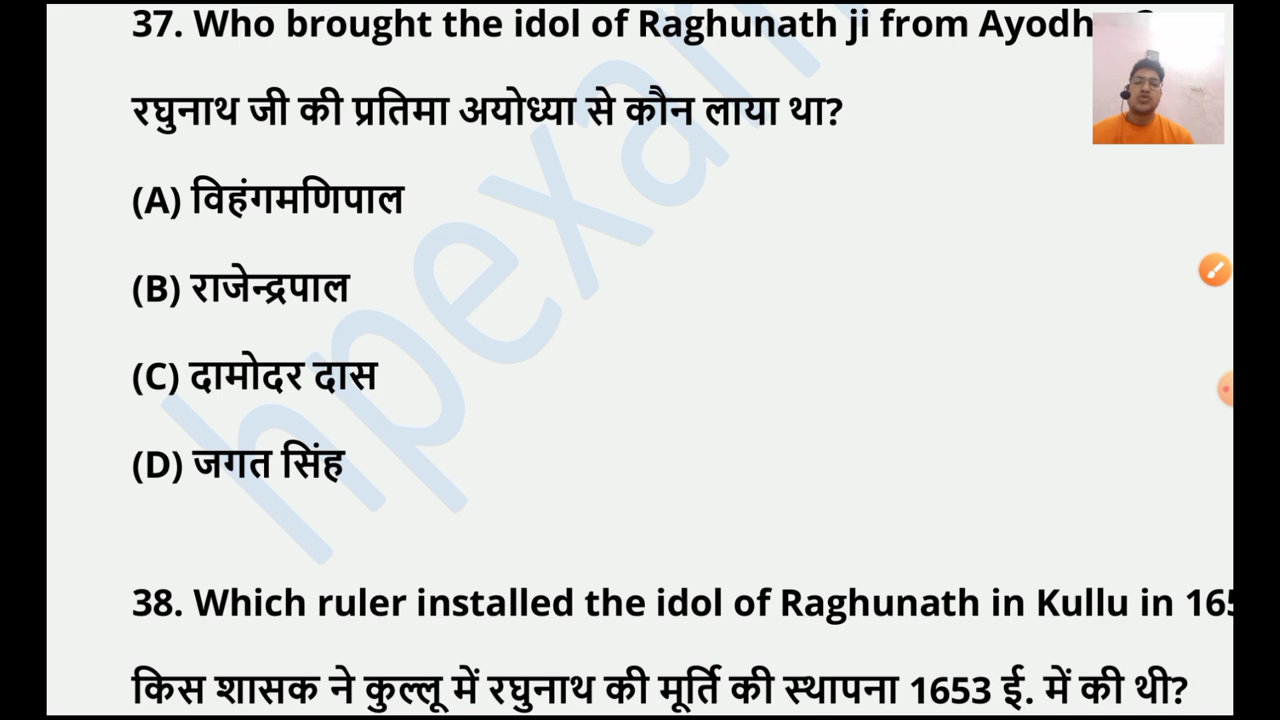 37. Who brought the idol of Raghunath ji from
रघुनाथ जी की प्रतिमा अयोध्या से कौन लाया था?
(A) विहंगमणिपाल
(B) राजेन्द्रपाल
(C) दामोदर दास
(D) जगत सिंह
hpexam
38. Which ruler installed the idol of Raghunath in Kullu in
किस शासक ने कुल्लू में रघुनाथ की मूर्ति की स्थापना 1653 ई. में की थी?